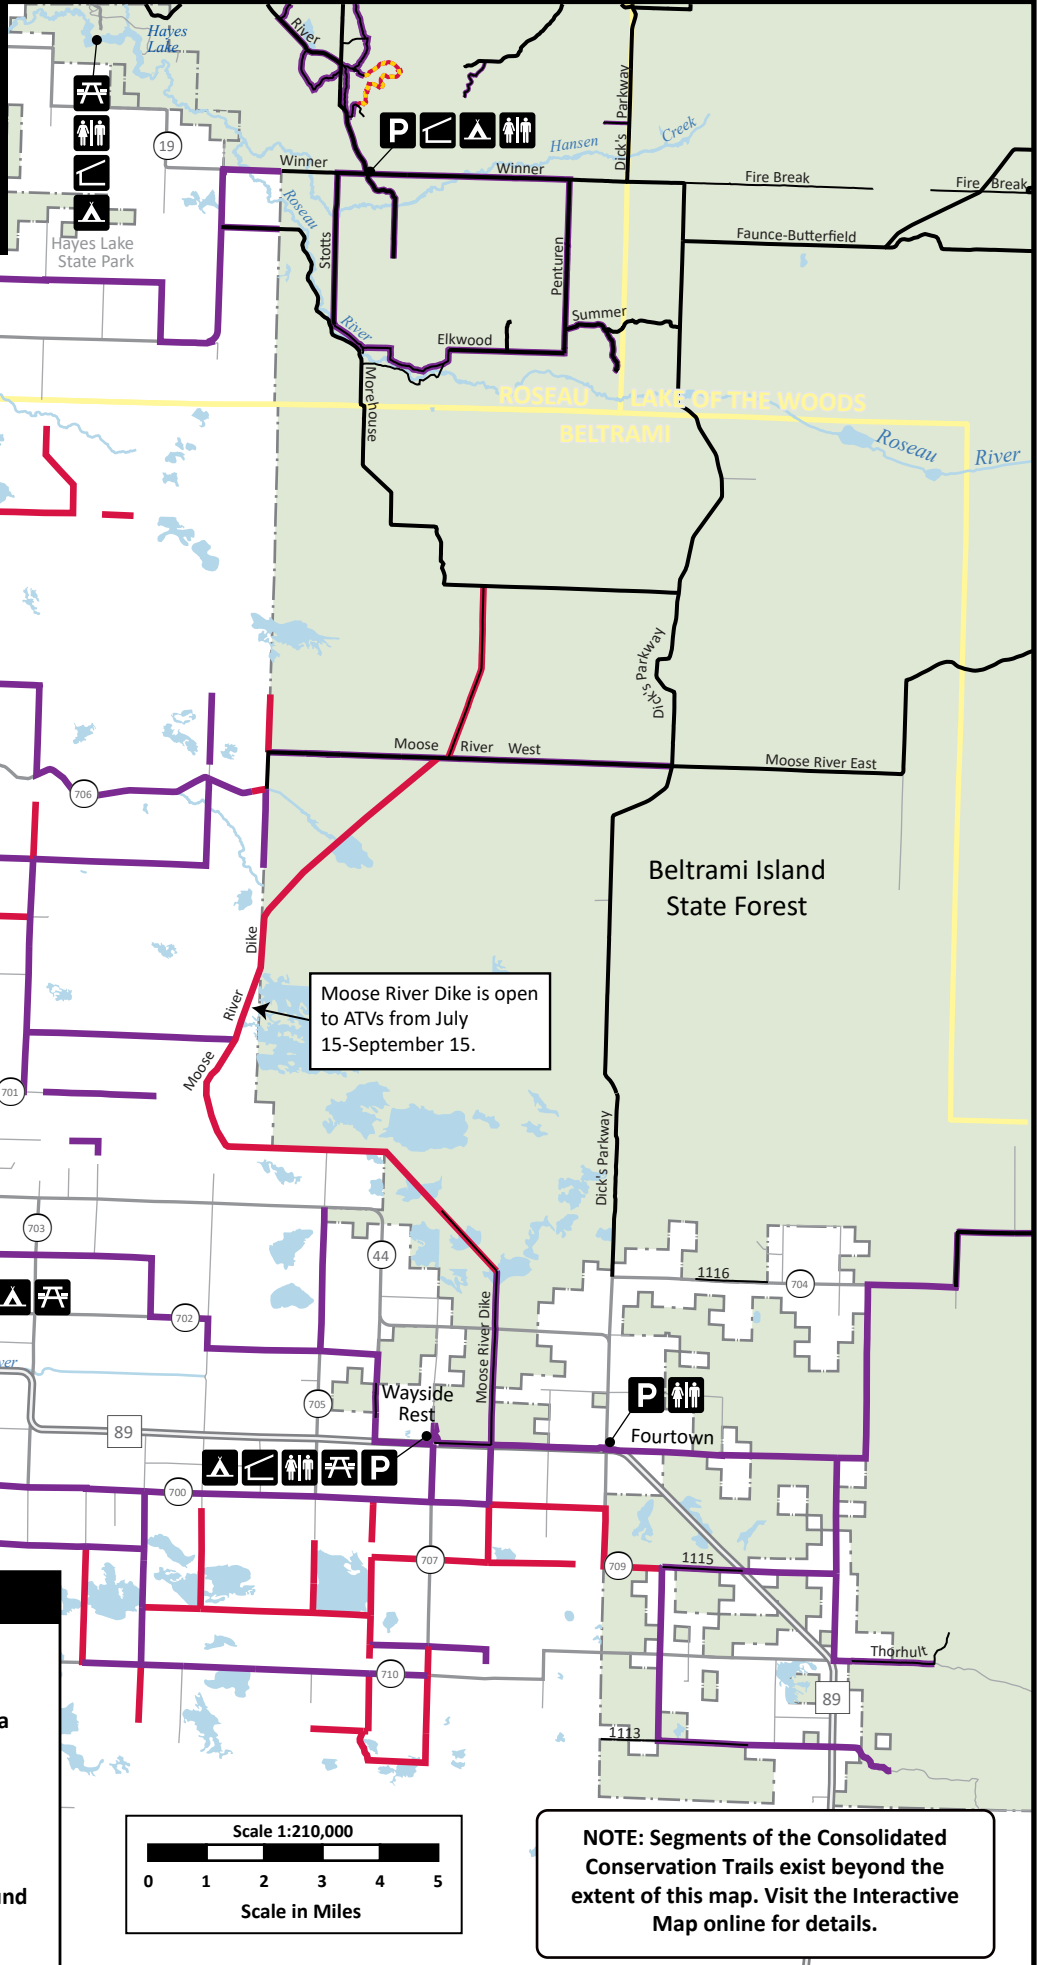 River
Hayes
Lake
19
P
Hansen
Creek
Dick's Parkway
Winner
Winner
Fire Break
Fire Break
Roseau
Hayes Lake
State Park
Stotts
Penturen
Faunce-Butterfield
Summer
River
Elkwood
Morehouse
ROSEAU
LAKE OF THE WOODS
BELTRAMI
Roseau
River
Dick's Parkway
Moose River West
Moose River East
706
Beltrami Island
State Forest
Moose River Dike
Moose River Dike is open
to ATVs from July
15-September 15.
701
Dick's Parkway
703
44
1116
704
702
Moose River Dike
705
Wayside
Rest
P
89
Fourtown
P
700
707
709
1115
Thorhult
710
89
1113
a
Scale 1:210,000
0 1 2 3 4 5
Scale in Miles
NOTE: Segments of the Consolidated
Conservation Trails exist beyond the
extent of this map. Visit the Interactive
Map online for details.